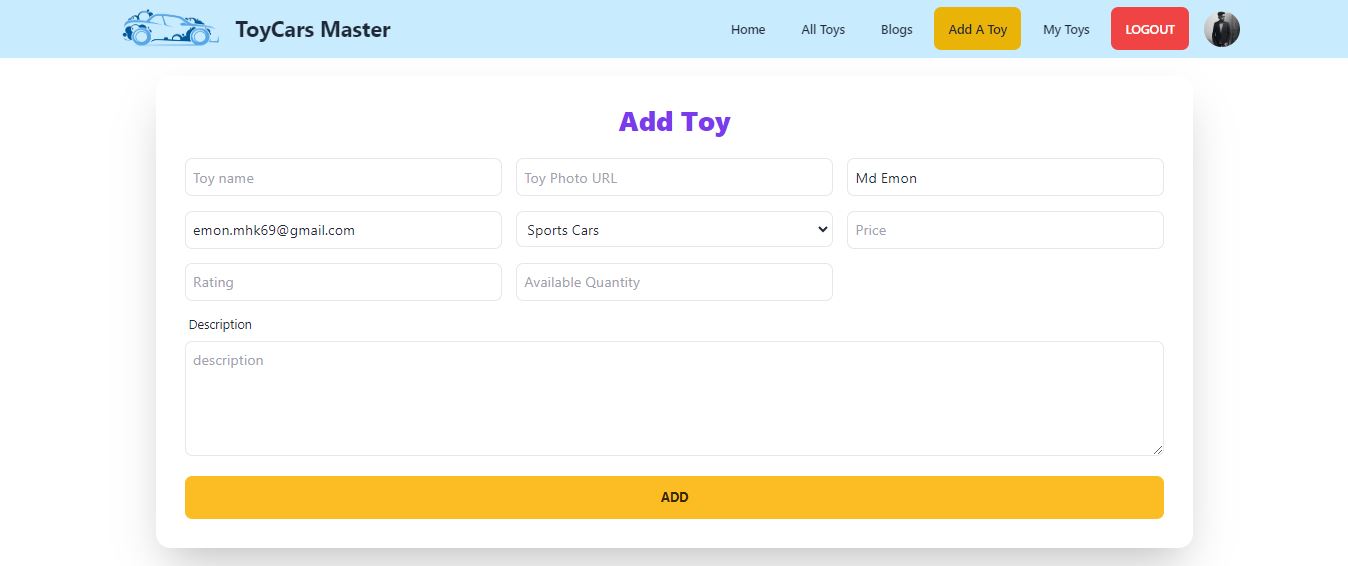 ToyCars Master Home All Toys Blogs Add A Toy My Toys LOGOUT
Add Toy
Toy name Toy Photo URL Md Emon
emon.mhk69@gmail.com Sports Cars Price
Rating Available Quantity
Description
description
ADD